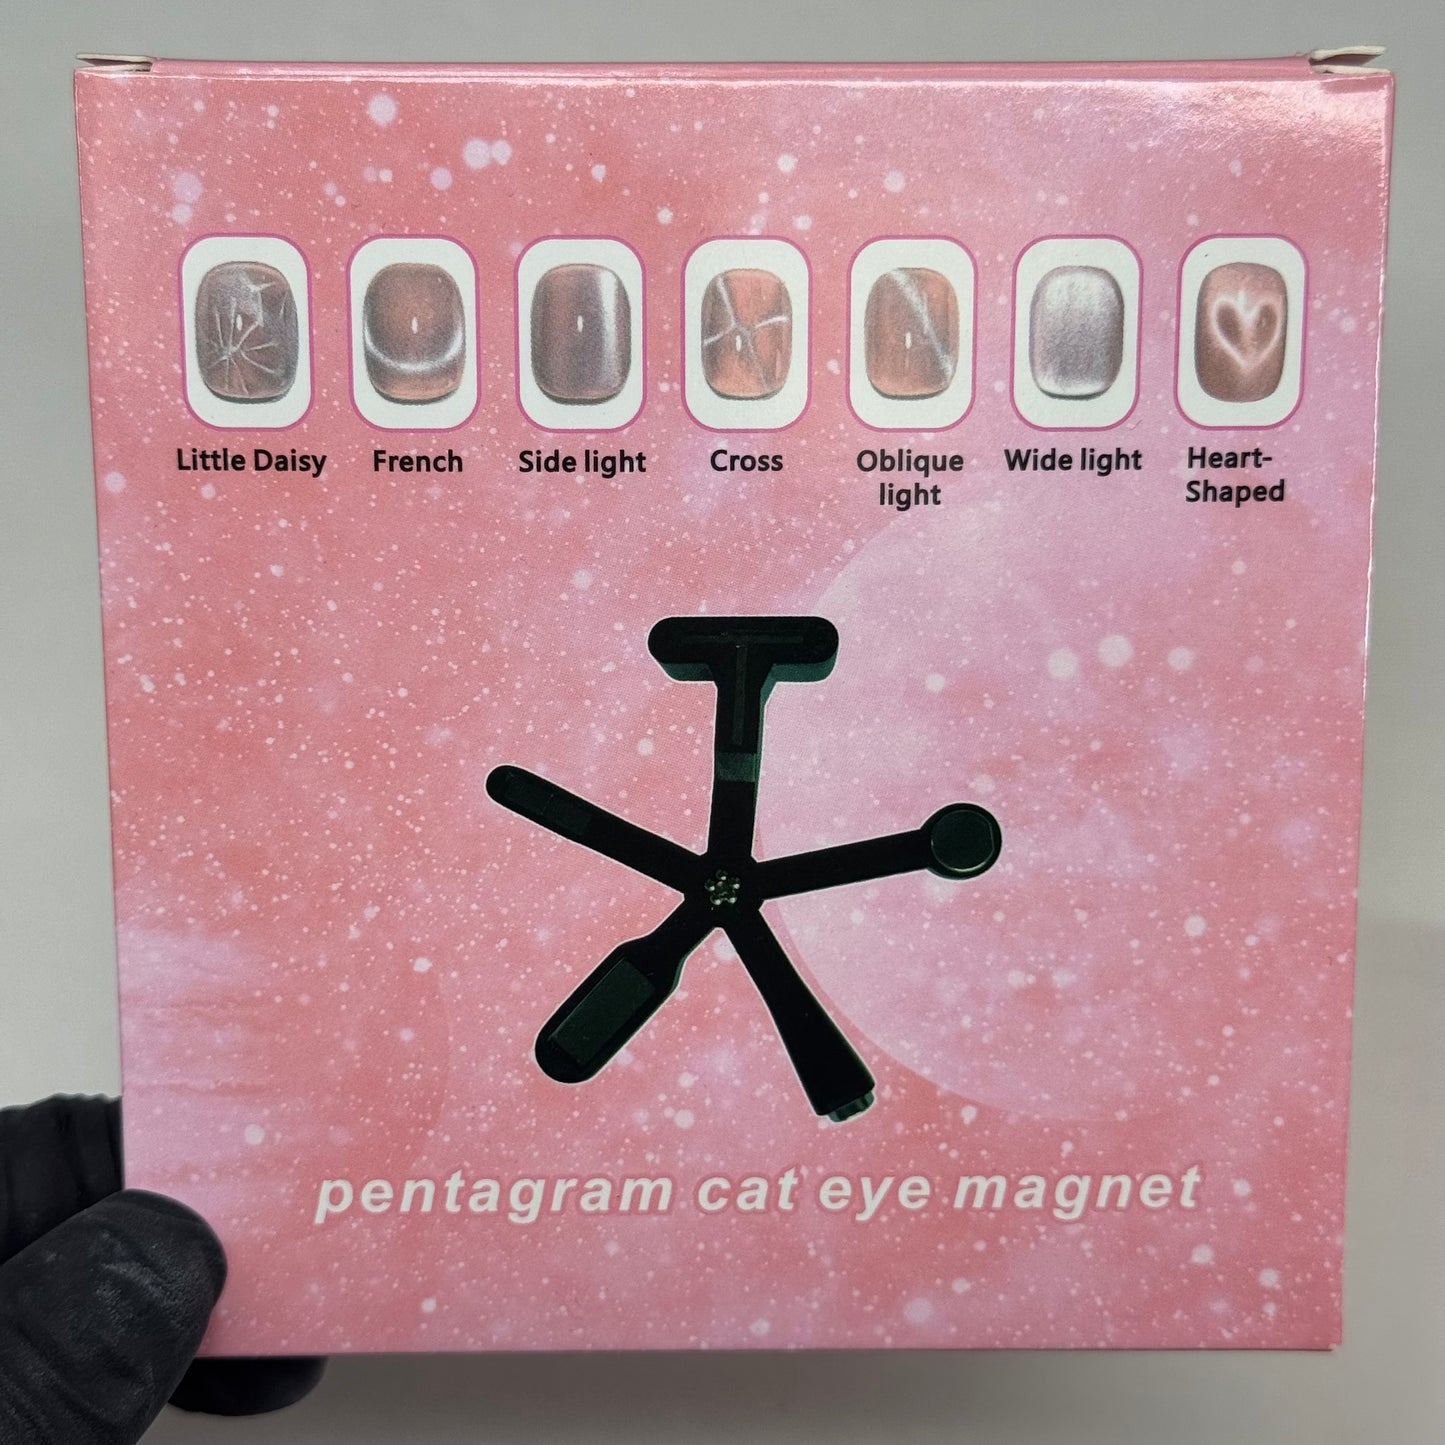 Little Daisy
French
Side light
Cross
Oblique
light
Wide light
Heart-
Shaped
pentagram cat eye magnet